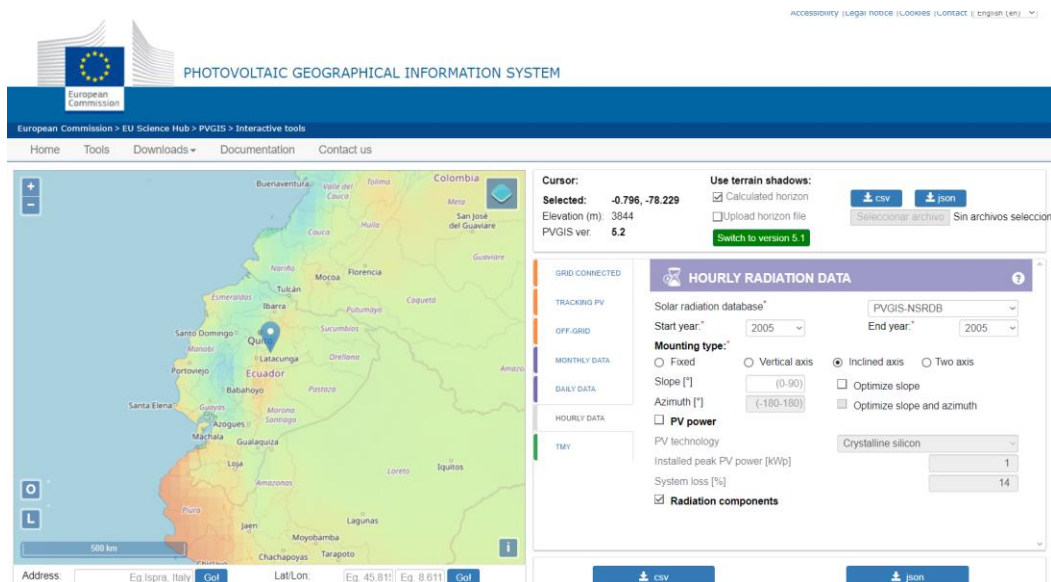 Accessibility |Legal notice |Cookies |Contact | English (en)
European
Commission
PHOTOVOLTAIC GEOGRAPHICAL INFORMATION SYSTEM
European Commission > EU Science Hub > PVGIS > Interactive tools
Home Tools Downloads Documentation Contact us
+
-
Buenaventura
Valle del
Cauca
Tolima
Colombia
Meta
San José
del Guaviare
Huila
Cauca
Guaviare
Nariño
Mocoa
Florencia
Tulcán
Esmeraldas
Ibarra
Putumayo
Caquetá
Santo Domingo
Quito
Sucumbíos
Manabí
Latacunga
Orellana
Portoviejo
Ecuador
Amazo
Babahoyo
Pastaza
Santa Elena
Guayas
Morona
Santiago
Azogues
Machala
Gualaquiza
Loja
Loreto
Iquitos
Amazonas
Piura
Jaen
Lagunas
Moyobamba
Chachapoyas
Tarapoto
O
L
500 km
i
Address: Eg.Ispra, Italy Go! Lat/Lon: Eg. 45.815 Eg. 8.611 Go!
Cursor:
Selected: -0.796, -78.229
Elevation (m): 3844
PVGIS ver. 5.2
Use terrain shadows:
Calculated horizon
Upload horizon file
Switch to version 5.1
csv json
Seleccionar archivo Sin archivos seleccion
GRID CONNECTED
TRACKING PV
OFF-GRID
MONTHLY DATA
DAILY DATA
HOURLY DATA
TMY
HOURLY RADIATION DATA ?
Solar radiation database* PVGIS-NSRDB
Start year:* 2005 End year:* 2005
Mounting type:*
Fixed Vertical axis Inclined axis Two axis
Slope [°] (0-90) Optimize slope
Azimuth [°] (-180-180) Optimize slope and azimuth
PV power
PV technology Crystalline silicon
Installed peak PV power [kWp] 1
System loss [%] 14
Radiation components
csv json